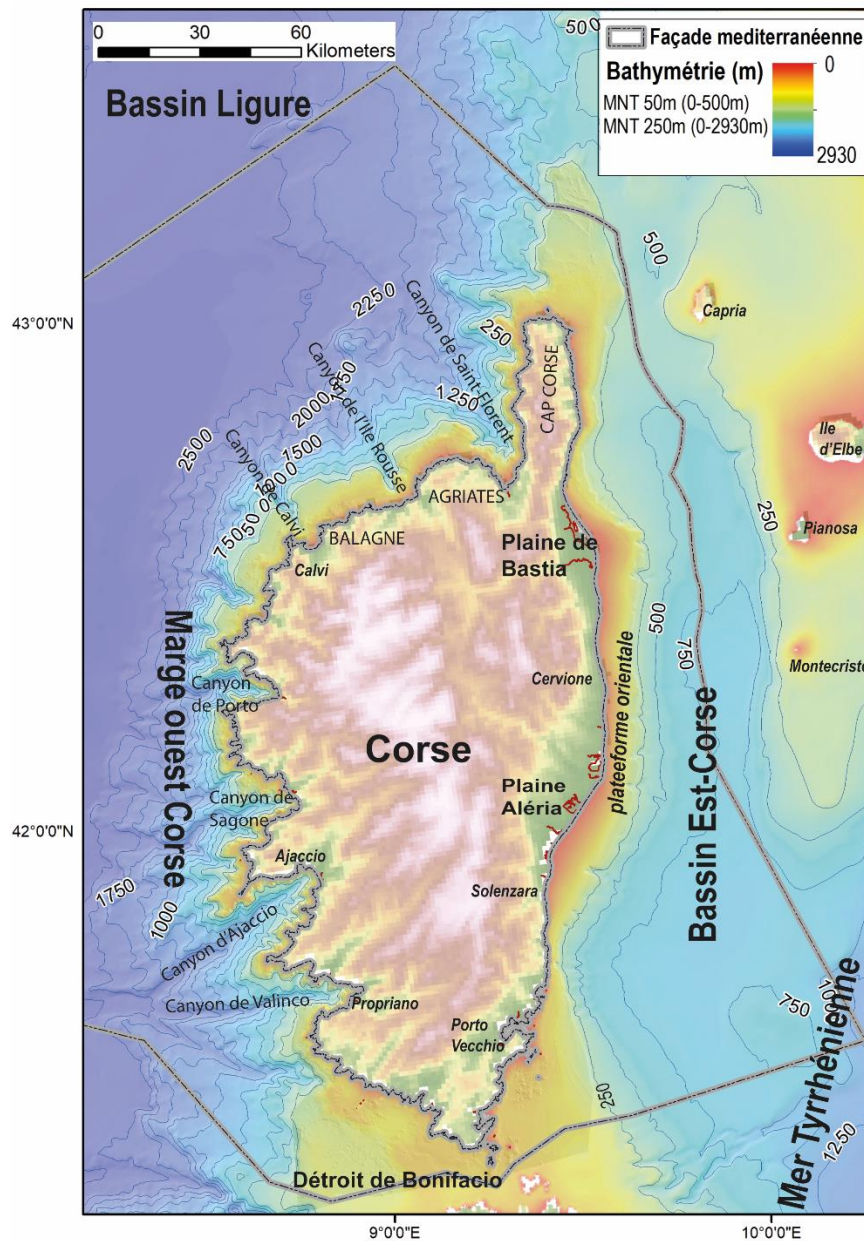 0 30 60
Kilometers
Façade mediterranéenne
Bathymétrie (m)
MNT 50m (0-500m)
MNT 250m (0-2930m)
0
2930
500
Bassin Ligure
43°0'0"N
42°0'0"N
9°0'0"E
10°0'0"E
500
Capria
Ile
d'Elbe
Pianosa
Montecristo
250
2250
Canyon de Saint-Florent
250
CAP CORSE
1250
Canyon de l'Ile Rousse
2000
1500
2500
Canyon de Calvi
750
AGRIATES
BALAGNE
Calvi
Plaine de
Bastia
Marge ouest Corse
Canyon
de Porto
Cervione
plateeforme orientale
500
750
Bassin Est-Corse
Corse
Canyon de
Sagone
Plaine
Aléria
Ajaccio
Solenzara
1750
1000
Canyon d'Ajaccio
Canyon de Valinco
Propriano
Porto
Vecchio
750
250
Mer Tyrrhénienne
1250
Détroit de Bonifacio